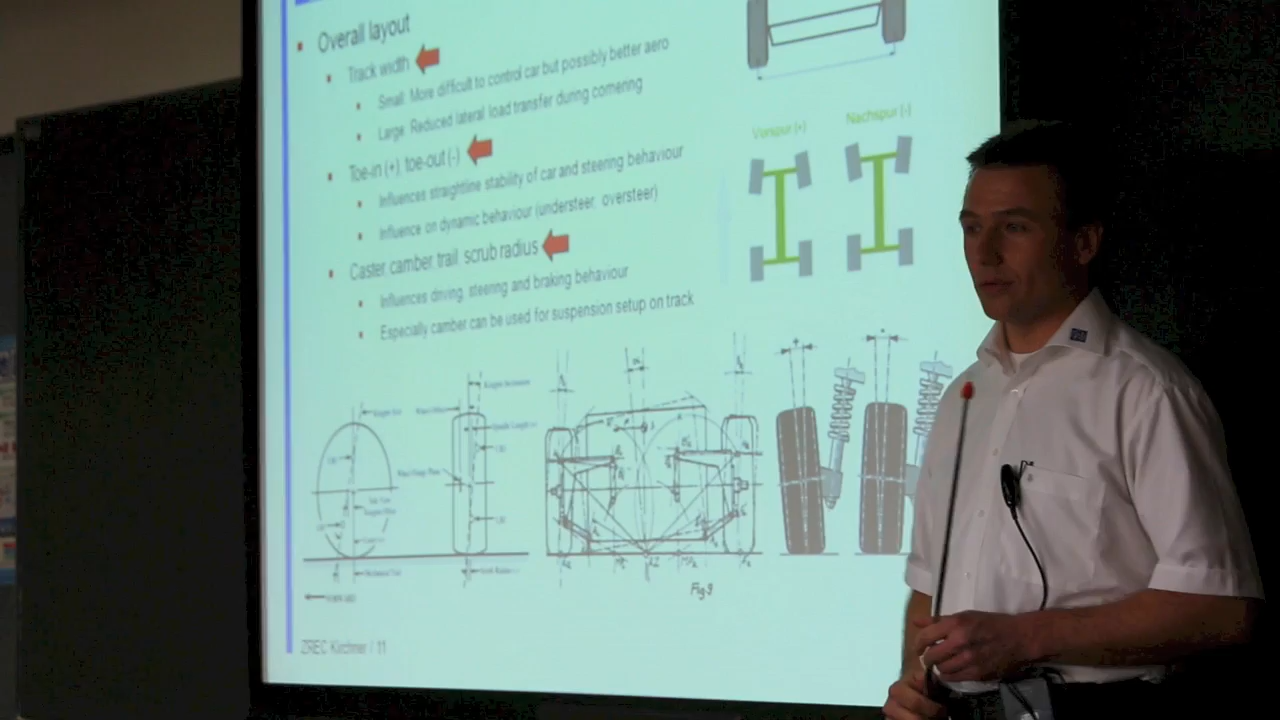 Overall layout
Track width
Small: More difficult to control car but possibly better aero
Large: Reduced lateral load transfer during cornering
Toe-in (+), toe-out (-)
Influences straightline stability of car and steering behaviour
Influence on dynamic behaviour (understeer, oversteer)
Caster, camber, trail, scrub radius
Influences driving, steering and braking behaviour
Especially camber can be used for suspension setup on track
Vorspur (+)
Nachspur (-)
Fig.9
ZREC Kirchner / 11